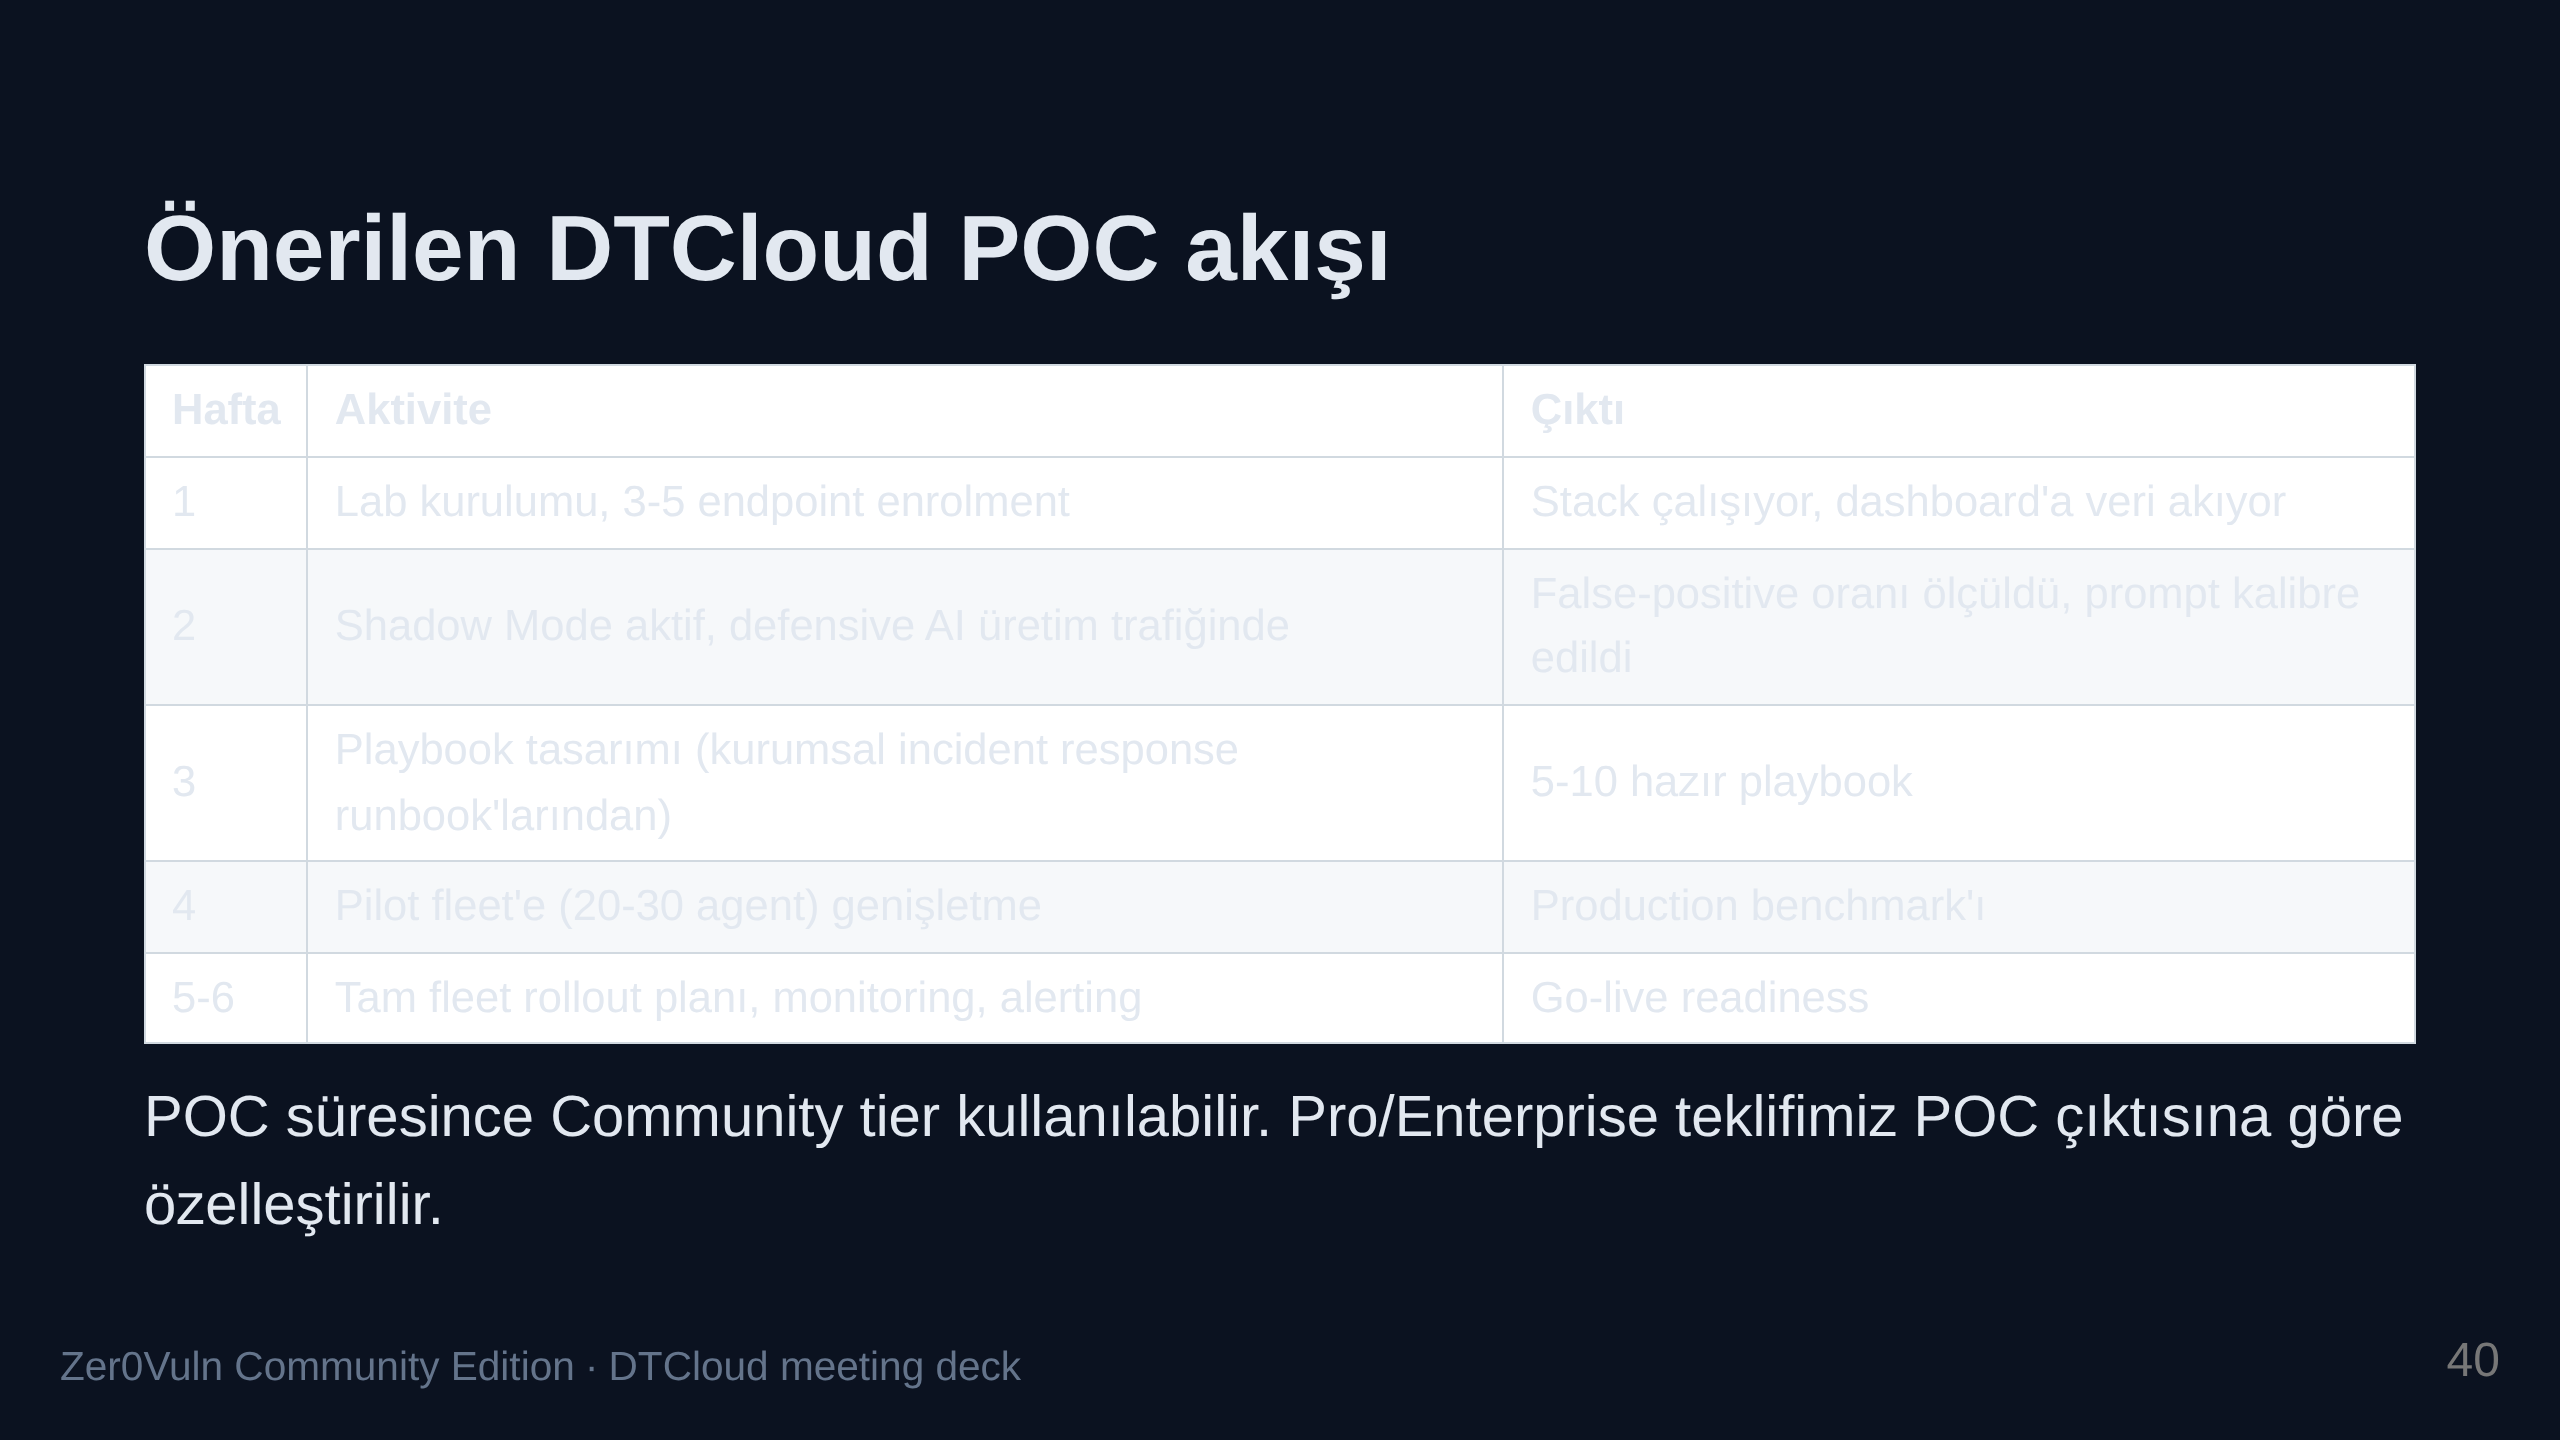 Önerilen DTCloud POC akışı
Hafta Aktivite Çıktı
1 Lab kurulumu, 3-5 endpoint enrolment Stack çalışıyor, dashboard'a veri akıyor
2 Shadow Mode aktif, defensive AI üretim trafiğinde False-positive oranı ölçüldü, prompt kalibre
edildi
3 Playbook tasarımı (kurumsal incident response
runbook'larından) 5-10 hazır playbook
4 Pilot fleet'e (20-30 agent) genişletme Production benchmark'ı
5-6 Tam fleet rollout planı, monitoring, alerting Go-live readiness
POC süresince Community tier kullanılabilir. Pro/Enterprise teklifimiz POC çıktısına göre
özelleştirilir.
Zer0Vuln Community Edition · DTCloud meeting deck
40